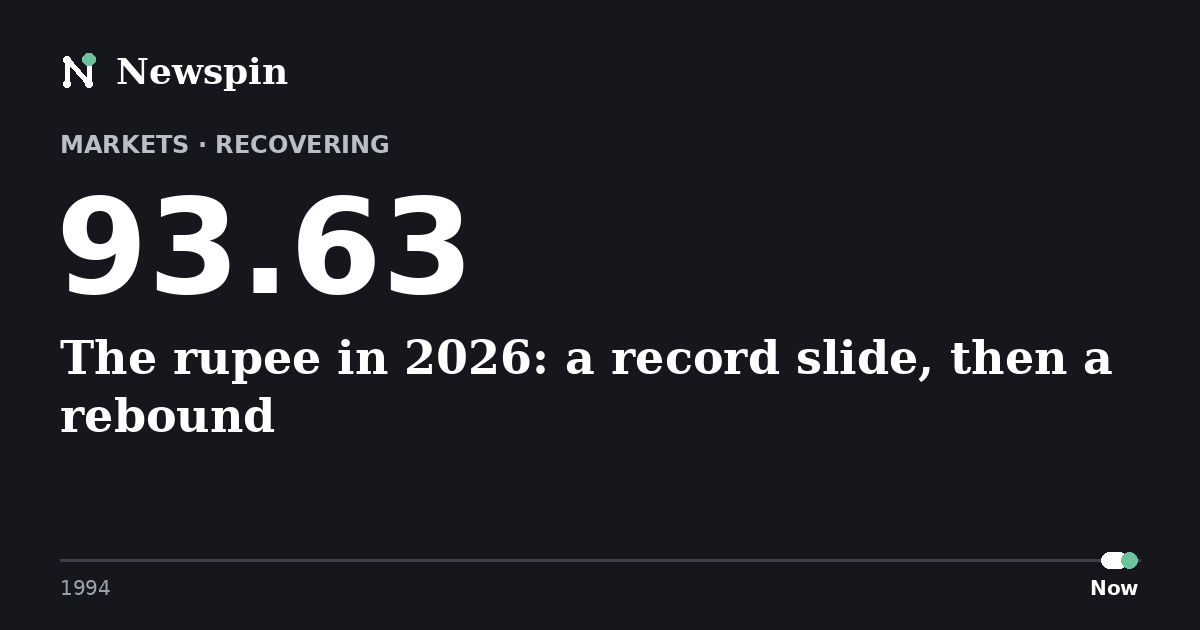 Newspin
MARKETS · RECOVERING
93.63
The rupee in 2026: a record slide, then a
rebound
1994
Now